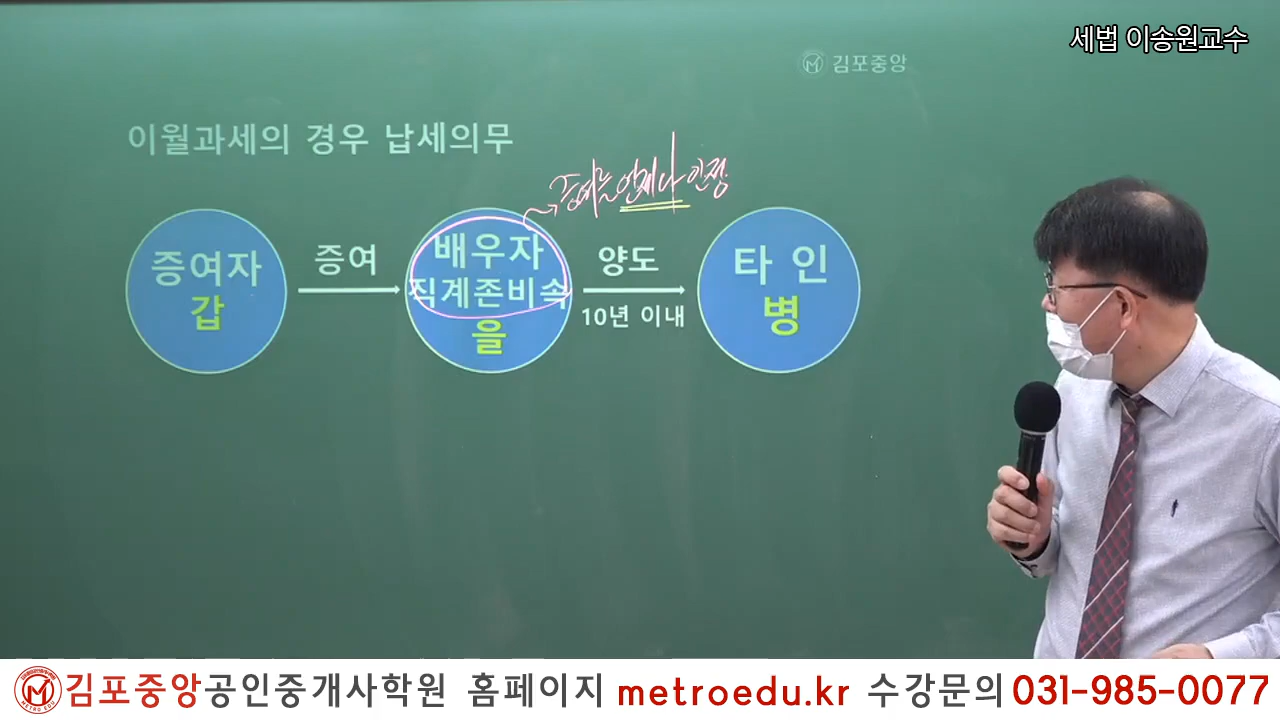 세법 이송원교수
김포중앙
이월과세의 경우 납세의무
증여는 언제나 인정
증여자
갑
증여
배우자
직계존비속
을
양도
10년 이내
타 인
병
METRO EDU
김포중앙공인중개사학원 홈페이지 metroedu.kr 수강문의 031-985-0077